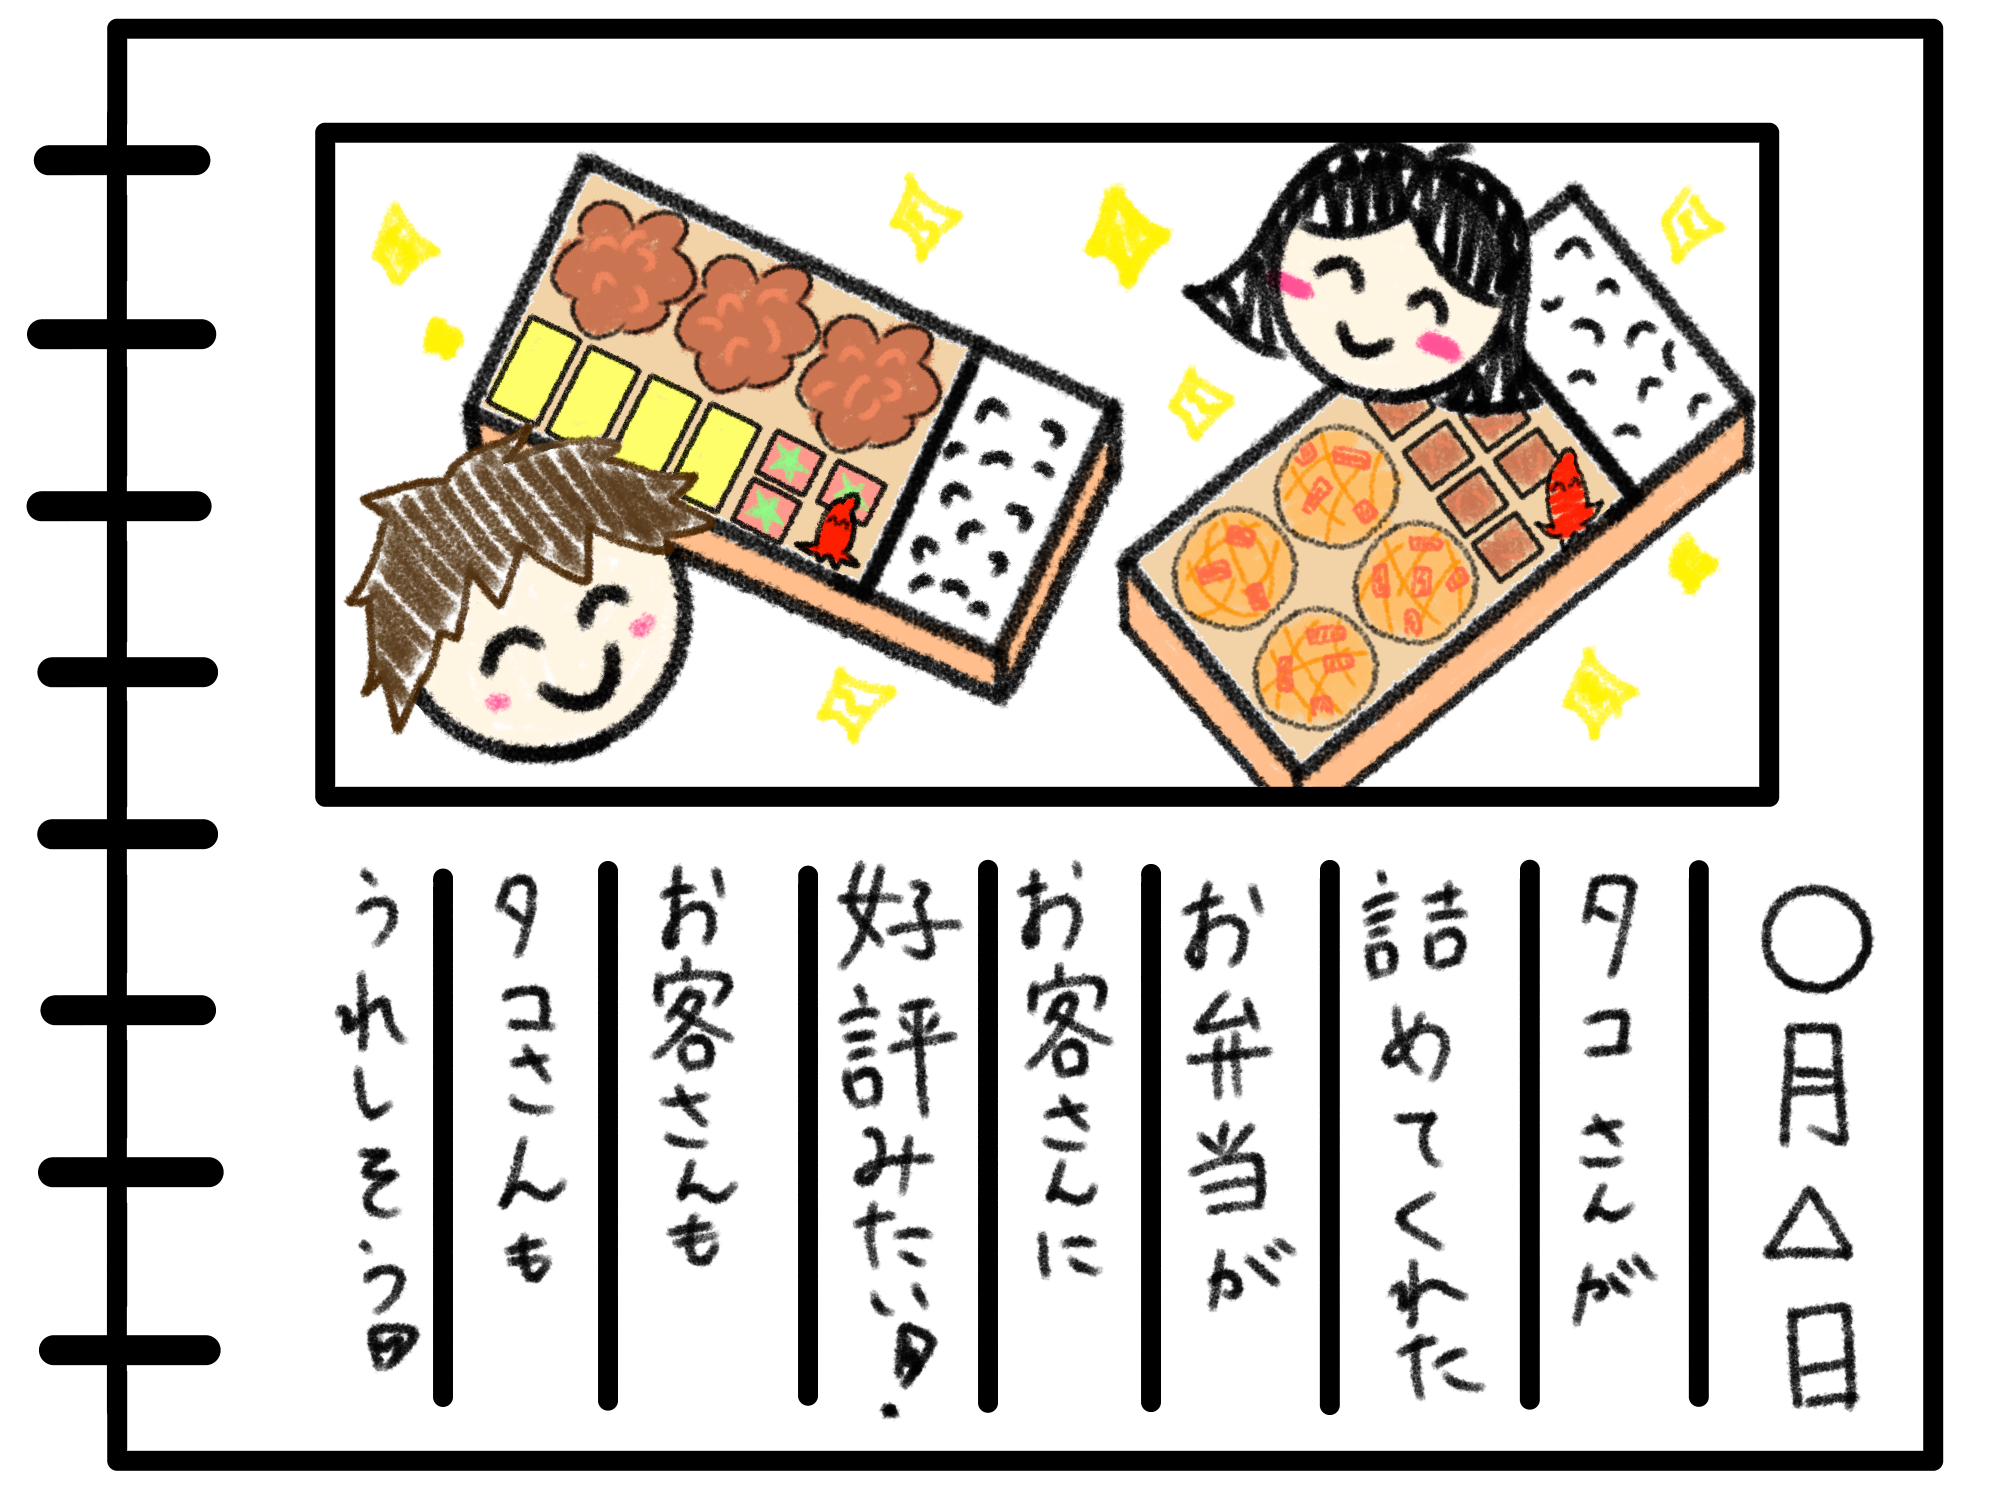 ○月△日
タコさんが
詰めてくれた
お弁当が
お客さんに
好評みたい!
お客さんも
タコさんも
うれしそう